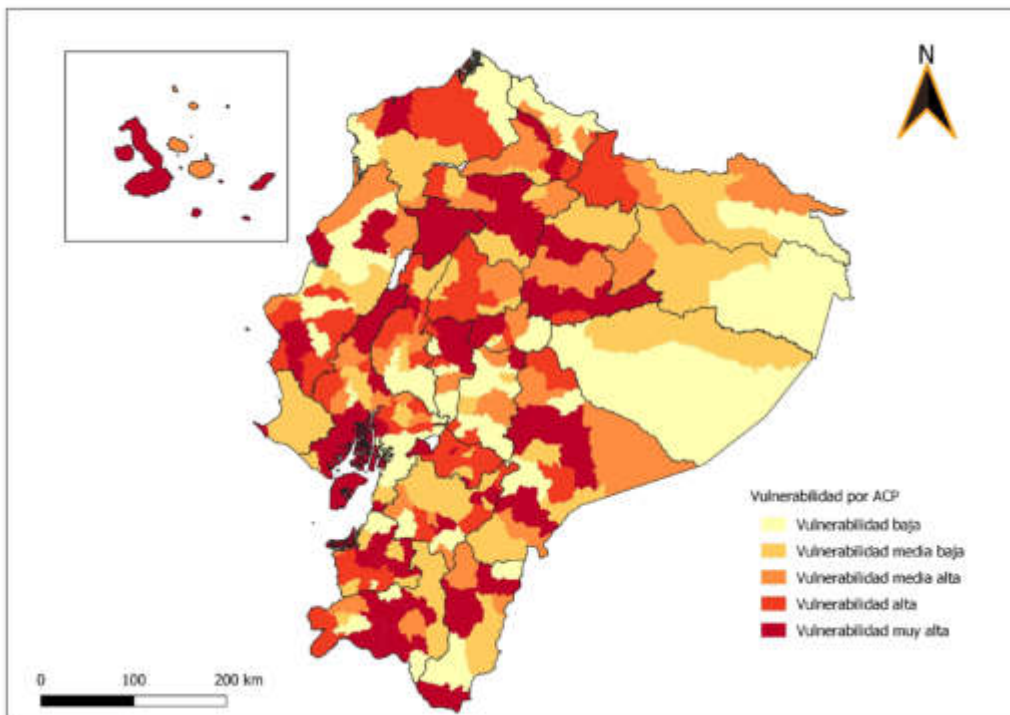 N
Vulnerabilidad por ACP
Vulnerabilidad baja
Vulnerabilidad media baja
Vulnerabilidad media alta
Vulnerabilidad alta
Vulnerabilidad muy alta
0 100 200 km